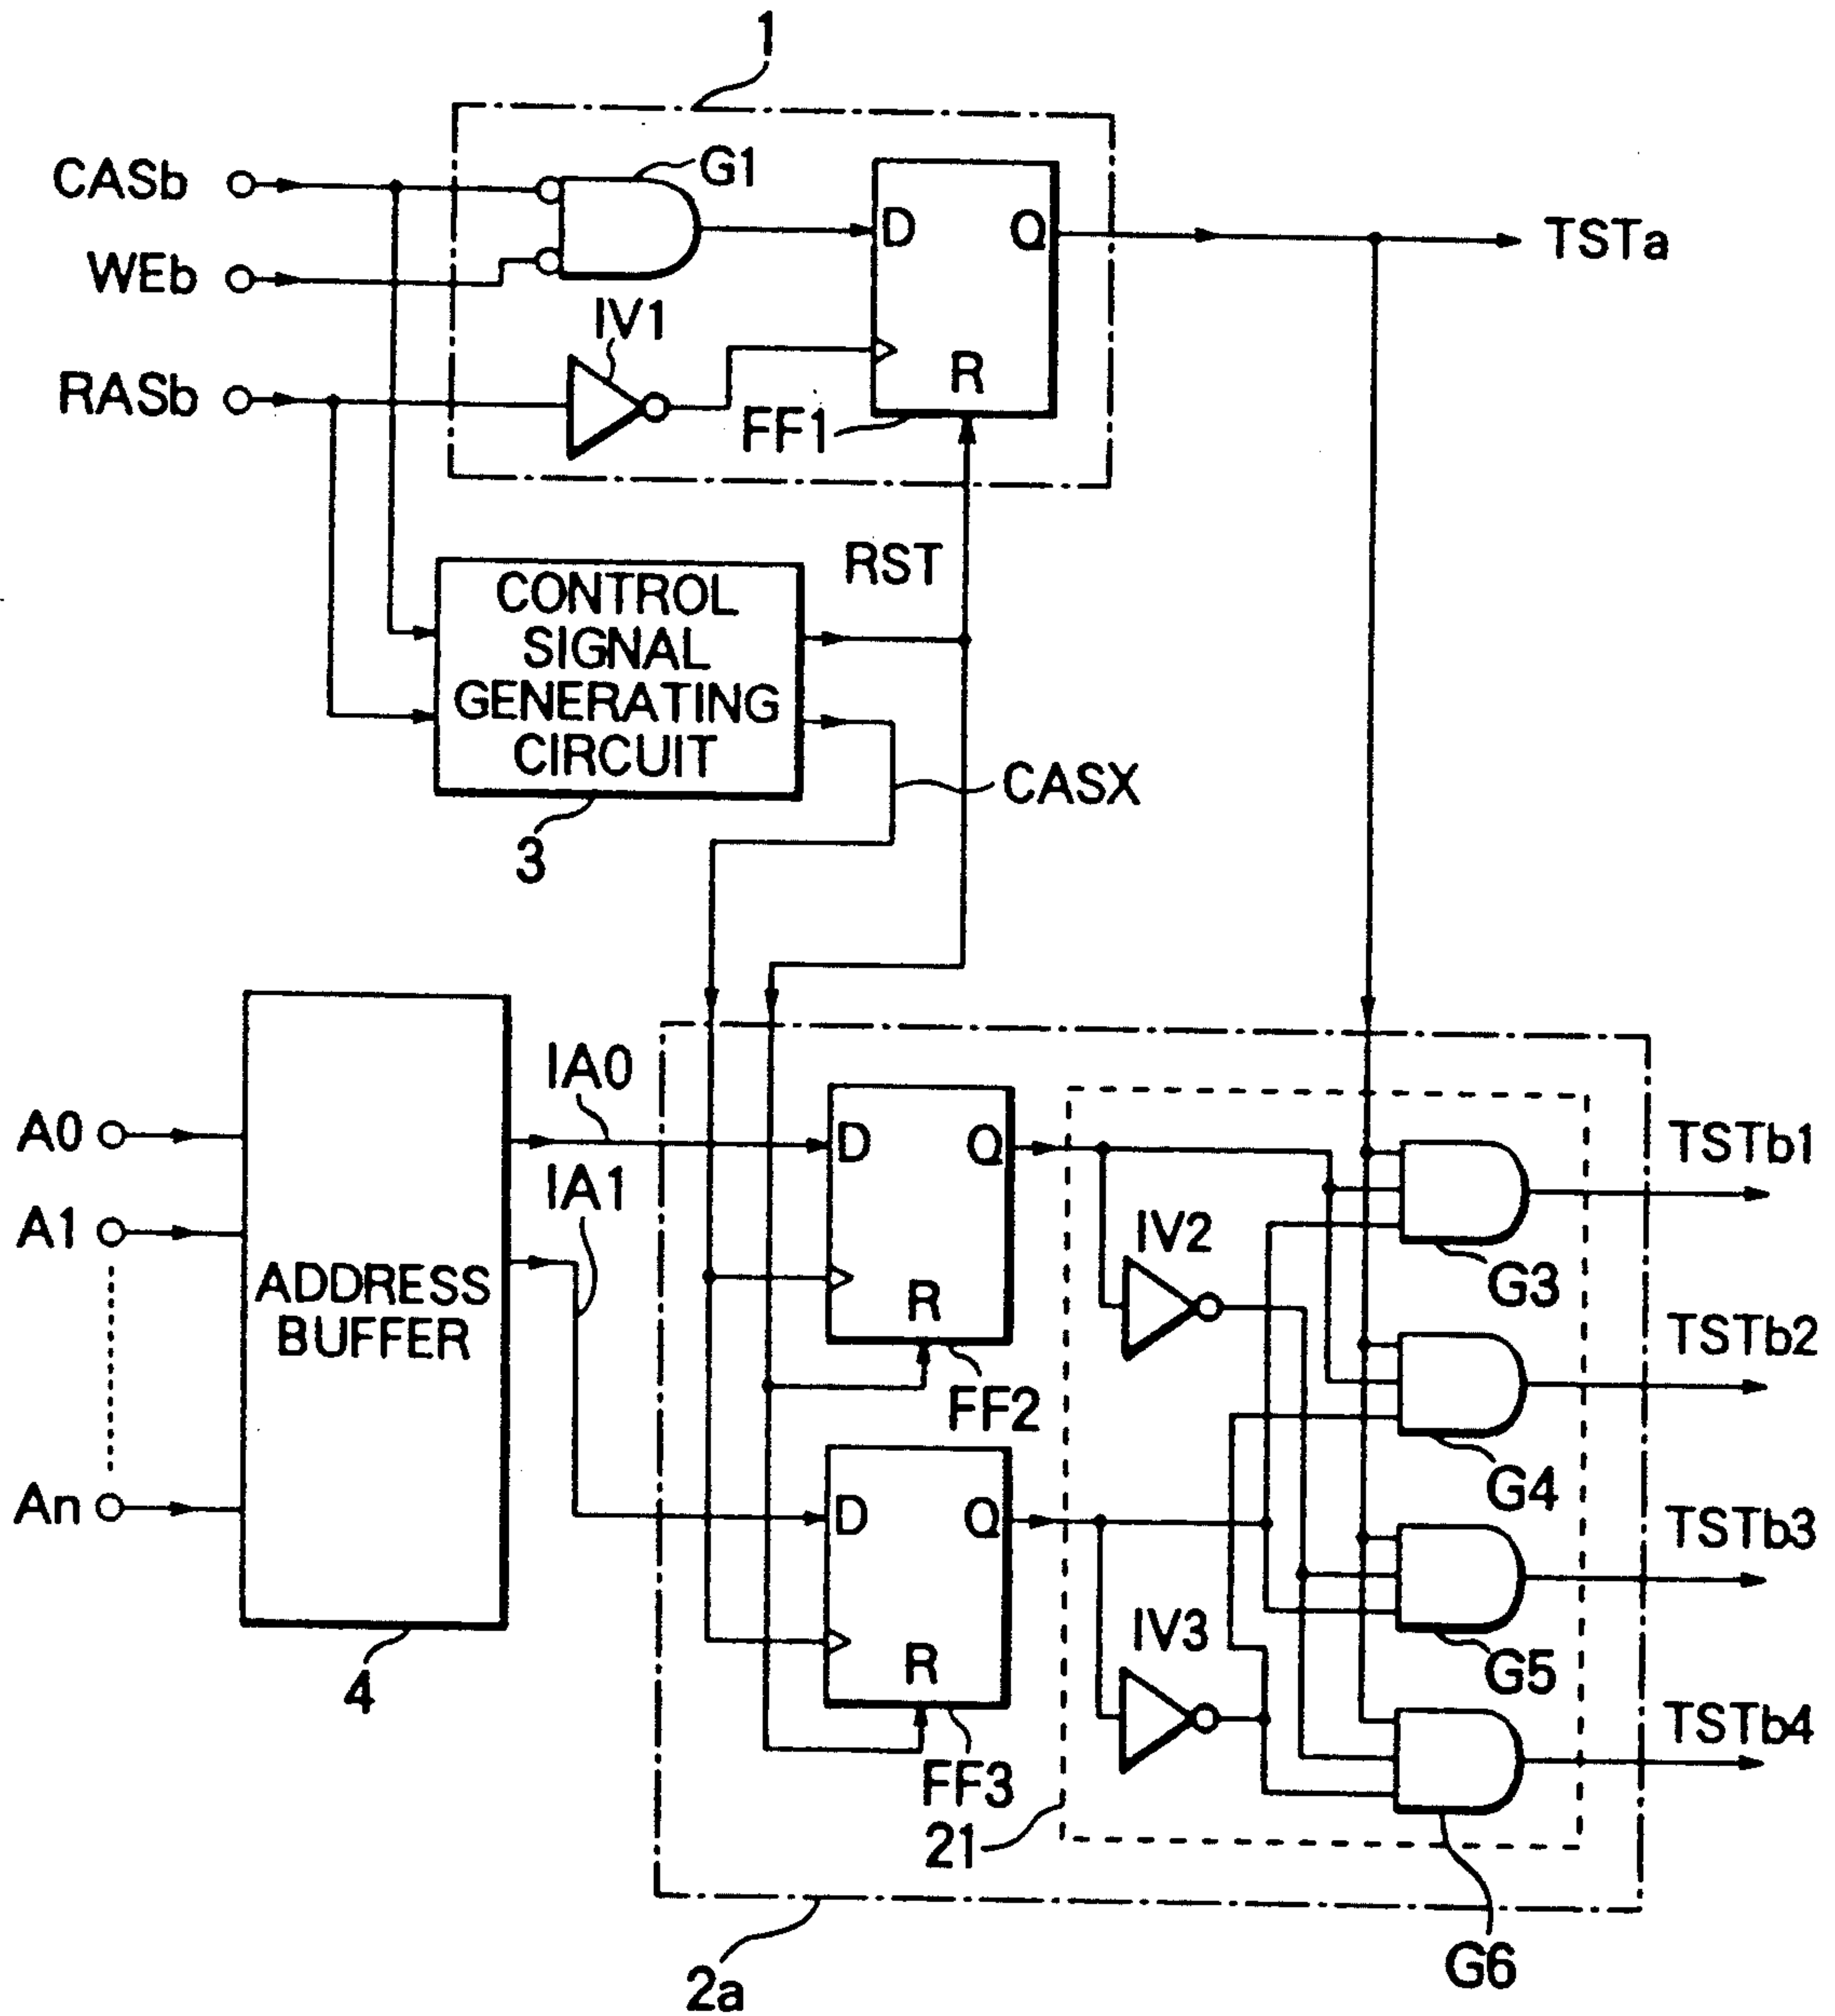 1
CASb
G1
D
Q
TSTa
WEb
IV1
RASb
R
FF1
RST
CONTROL
SIGNAL
GENERATING
CIRCUIT
CASX
3
IA0
A0
D
Q
TSTb1
IA1
A1
IV2
G3
ADDRESS
BUFFER
R
TSTb2
FF2
G4
An
D
Q
TSTb3
IV3
R
G5
4
TSTb4
FF3
21
G6
2a